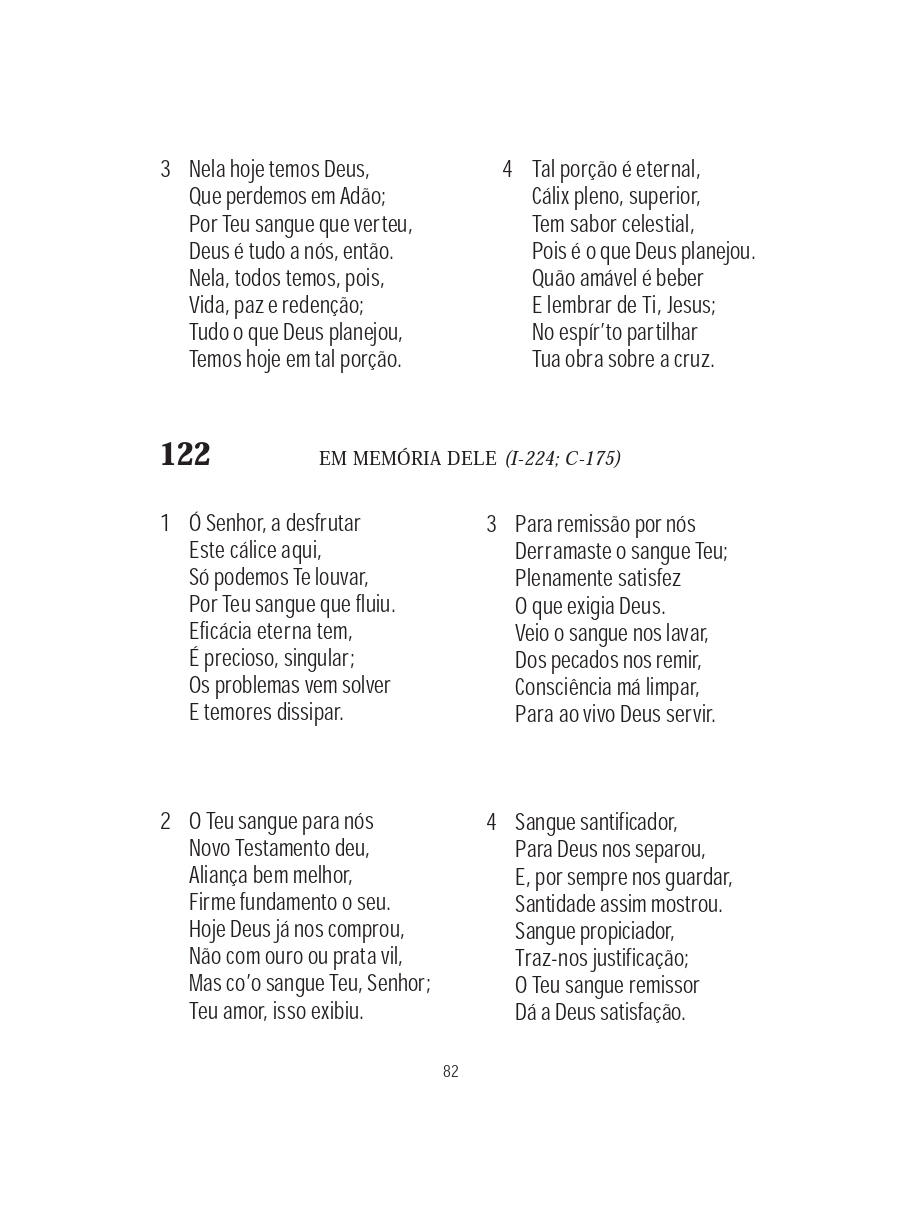 3 Nela hoje temos Deus,
Que perdemos em Adão;
Por Teu sangue que verteu,
Deus é tudo a nós, então.
Nela, todos temos, pois,
Vida, paz e redenção;
Tudo o que Deus planejou,
Temos hoje em tal porção.
4 Tal porção é eternal,
Cálix pleno, superior,
Tem sabor celestial,
Pois é o que Deus planejou.
Quão amável é beber
E lembrar de Ti, Jesus;
No espír’to partilhar
Tua obra sobre a cruz.
122 EM MEMÓRIA DELE (I-224; C-175)
1 Ó Senhor, a desfrutar
Este cálice aqui,
Só podemos Te louvar,
Por Teu sangue que fluiu.
Eficácia eterna tem,
É precioso, singular;
Os problemas vem solver
E temores dissipar.
2 O Teu sangue para nós
Novo Testamento deu,
Aliança bem melhor,
Firme fundamento o seu.
Hoje Deus já nos comprou,
Não com ouro ou prata vil,
Mas co’o sangue Teu, Senhor;
Teu amor, isso exibiu.
3 Para remissão por nós
Derramaste o sangue Teu;
Plenamente satisfez
O que exigia Deus.
Veio o sangue nos lavar,
Dos pecados nos remir,
Consciência má limpar,
Para ao vivo Deus servir.
4 Sangue santificador,
Para Deus nos separou,
E, por sempre nos guardar,
Santidade assim mostrou.
Sangue propiciador,
Traz-nos justificação;
O Teu sangue remissor
Dá a Deus satisfação.
82